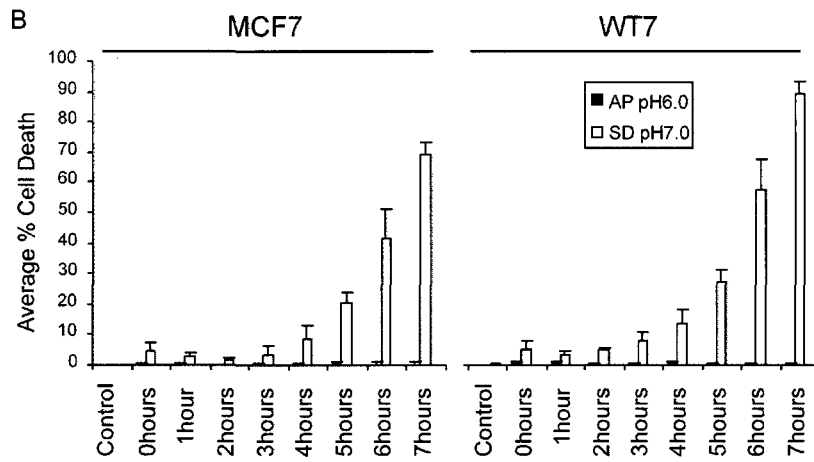 B
MCF7
WT7
Average % Cell Death
100
90
80
70
60
50
40
30
20
10
0
AP pH6.0
SD pH7.0
Control
0hours
1hour
2hours
3hours
4hours
5hours
6hours
7hours
Control
0hours
1hour
2hours
3hours
4hours
5hours
6hours
7hours